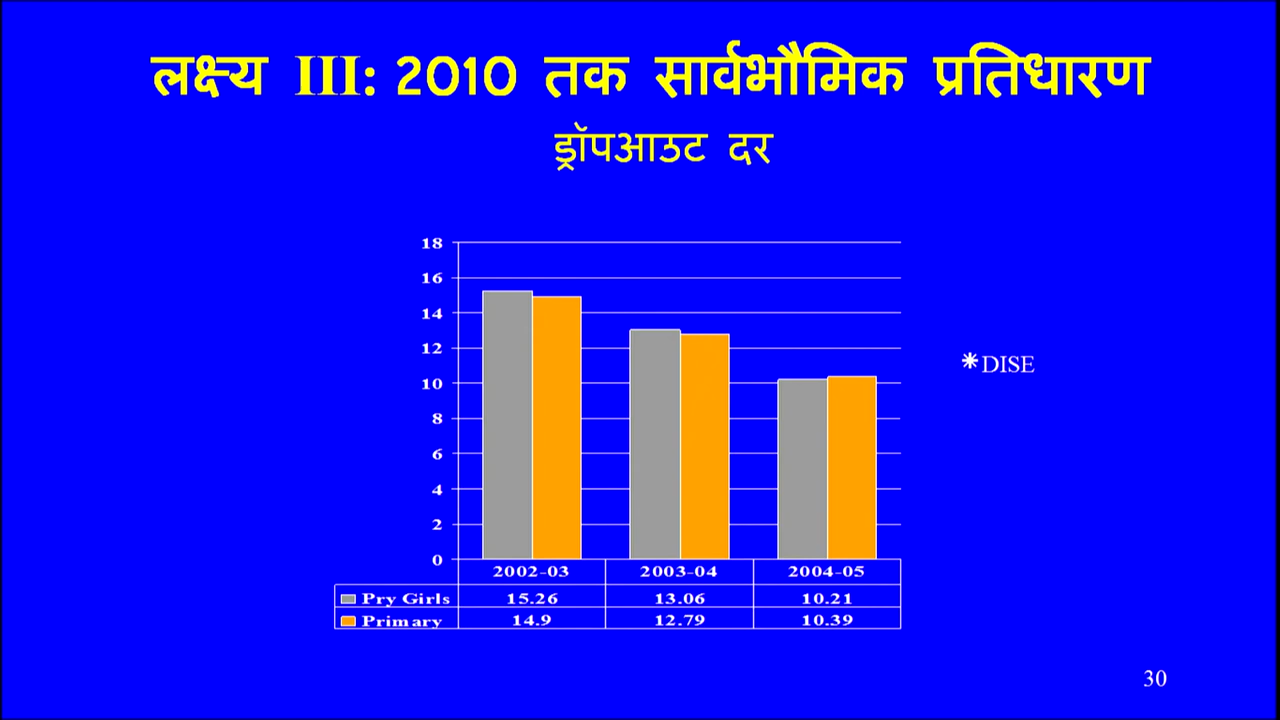 लक्ष्य III: 2010 तक सार्वभौमिक प्रतिधारण
ड्रॉपआउट दर
18
16
14
12
10
8
6
4
2
0
*DISE
2002-03 2003-04 2004-05
Pry Girls 15.26 13.06 10.21
Primary 14.9 12.79 10.39
30